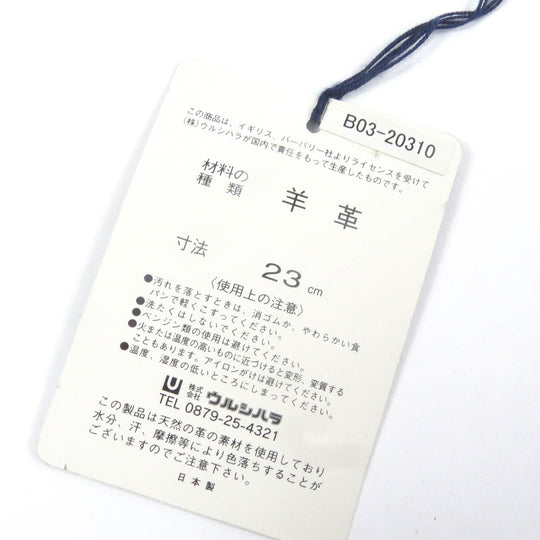 B03-20310
この商品は、イギリス、バーバリー社よりライセンスを受けて
(株)ウルシハラが国内で責任をもって生産したものです。
材料の
種類
羊革
寸法
23cm
〈使用上の注意〉
●汚れを落とすときは、消ゴムか、やわらかい食
パンで軽くこすってください。
●洗たくはしないでください。
●ベンジン類の使用は避けてください。
●火または温度の高いものに近づけると変形、変質する
こともあります。アイロンがけは避けてください。
●温度、湿度の低いところにしまってください。
株式
会社
ウルシハラ
TEL 0879-25-4321
この製品は天然の革の素材を使用しており
水分、汗、摩擦等により色落ちすることが
ございますのでご注意下さい。
日本製